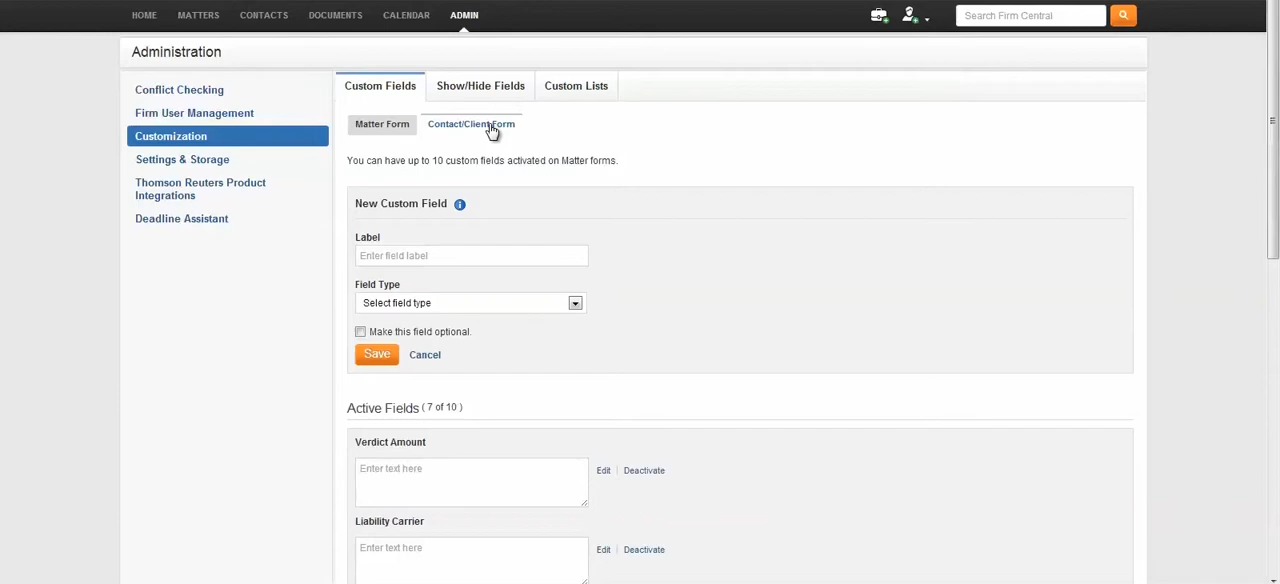 HOME MATTERS CONTACTS DOCUMENTS CALENDAR ADMIN Search Firm Central
Administration
Conflict Checking
Firm User Management
Customization
Settings & Storage
Thomson Reuters Product
Integrations
Deadline Assistant
Custom Fields Show/Hide Fields Custom Lists
Matter Form Contact/Client Form
You can have up to 10 custom fields activated on Matter forms.
New Custom Field
Label
Enter field label
Field Type
Select field type
Make this field optional.
Save Cancel
Active Fields ( 7 of 10 )
Verdict Amount
Enter text here Edit Deactivate
Liability Carrier
Enter text here Edit Deactivate